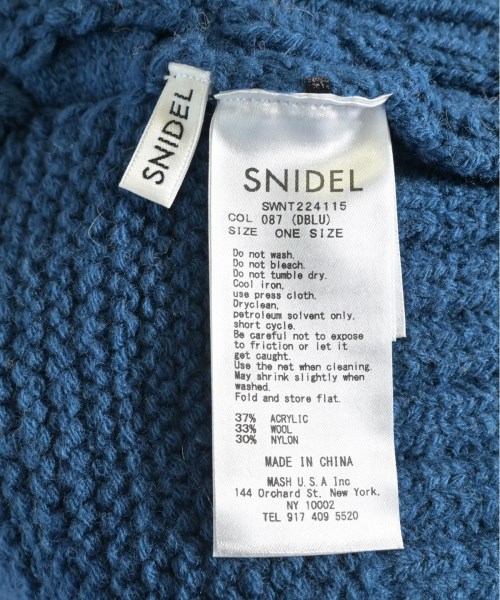 SNIDEL
SNIDEL
SWNT224115
COL 087 (DBLU)
SIZE ONE SIZE
Do not wash.
Do not bleach.
Do not tumble dry.
Cool iron,
use press cloth.
Dryclean,
petroleum solvent only,
short cycle.
Be careful not to expose
to friction or let it
get caught.
Use the net when cleaning.
May shrink slightly when
washed.
Fold and store flat.
37% ACRYLIC
33% WOOL
30% NYLON
MADE IN CHINA
MASH U.S.A Inc
144 Orchard St, New York,
NY 10002
TEL 917 409 5520